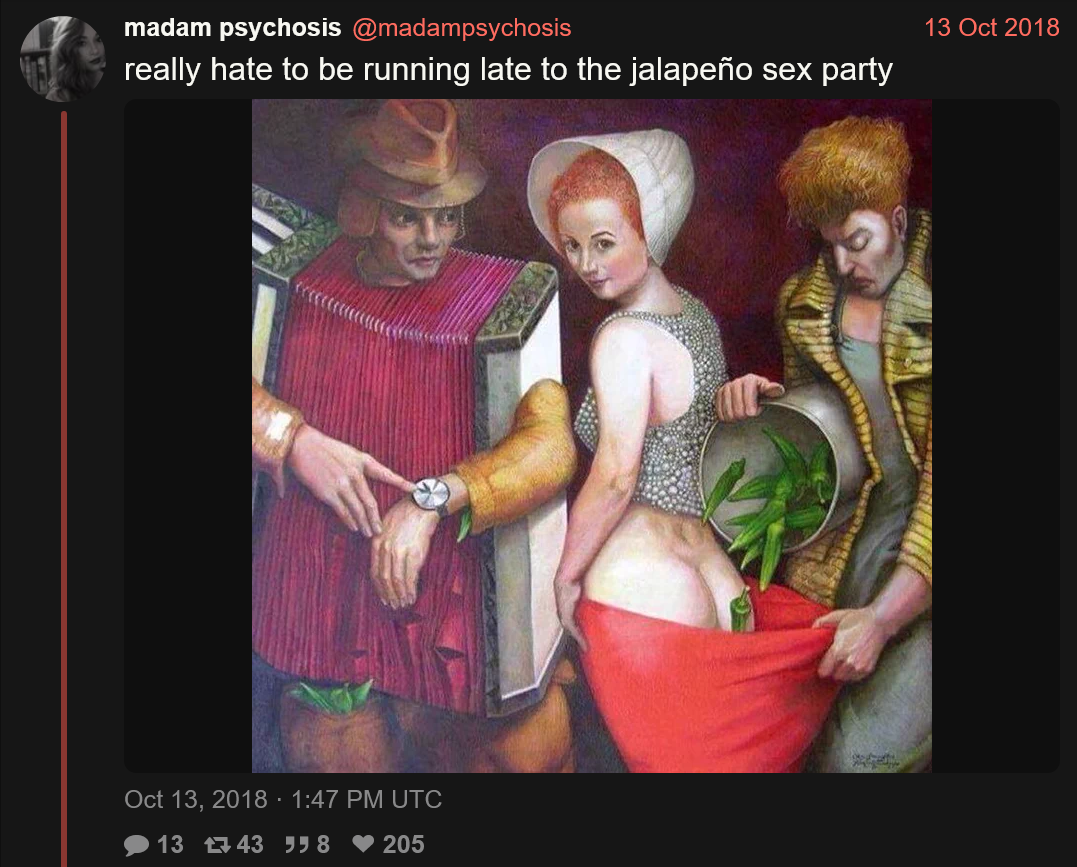 madam psychosis @madampsychosis 13 Oct 2018
really hate to be running late to the jalapeño sex party
Oct 13, 2018 · 1:47 PM UTC
13 43 8 205